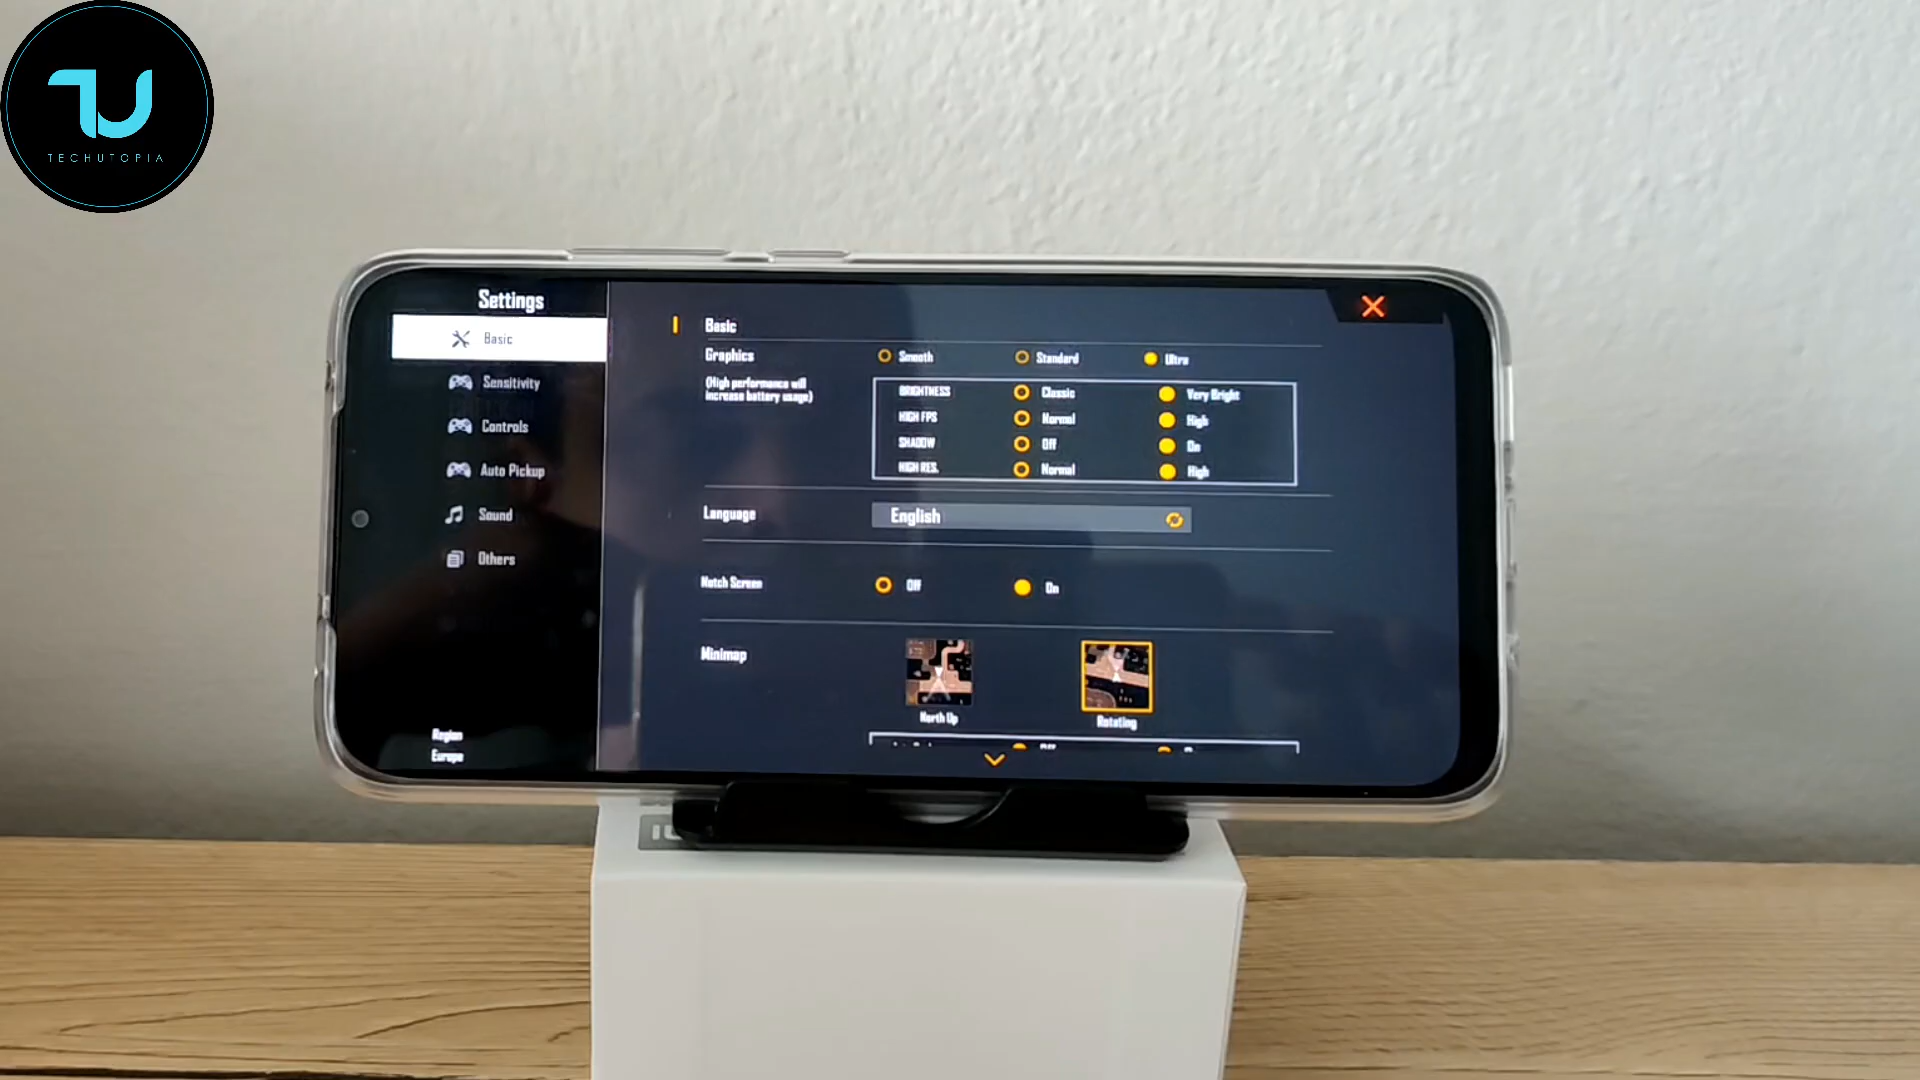 TECHUTOPIA
Settings
Basic
Sensitivity
Controls
Auto Pickup
Sound
Others
Region
Europe
Basic
Graphics
Smooth Standard Ultra
(High performance will
increase battery usage)
BRIGHTNESS Classic Very Bright
HIGH FPS Normal High
SHADOW Off On
HIGH RES. Normal High
Language English
Notch Screen Off On
Minimap
North Up Rotating